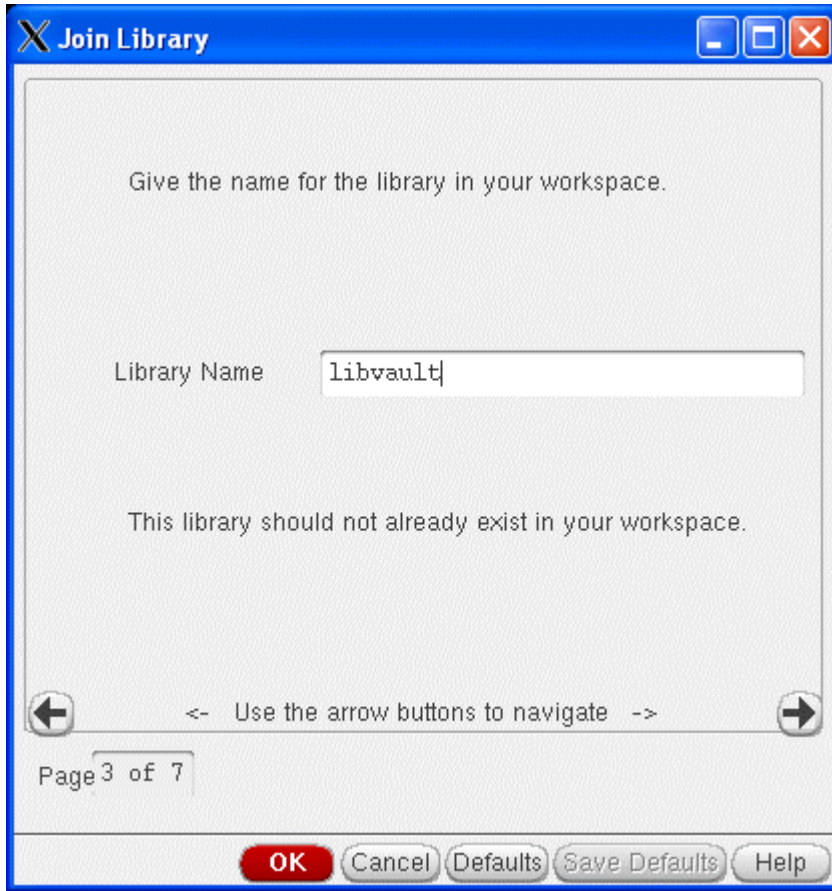 Join Library
Give the name for the library in your workspace.
Library Name libvault
This library should not already exist in your workspace.
<- Use the arrow buttons to navigate ->
Page 3 of 7
OK Cancel Defaults Save Defaults Help